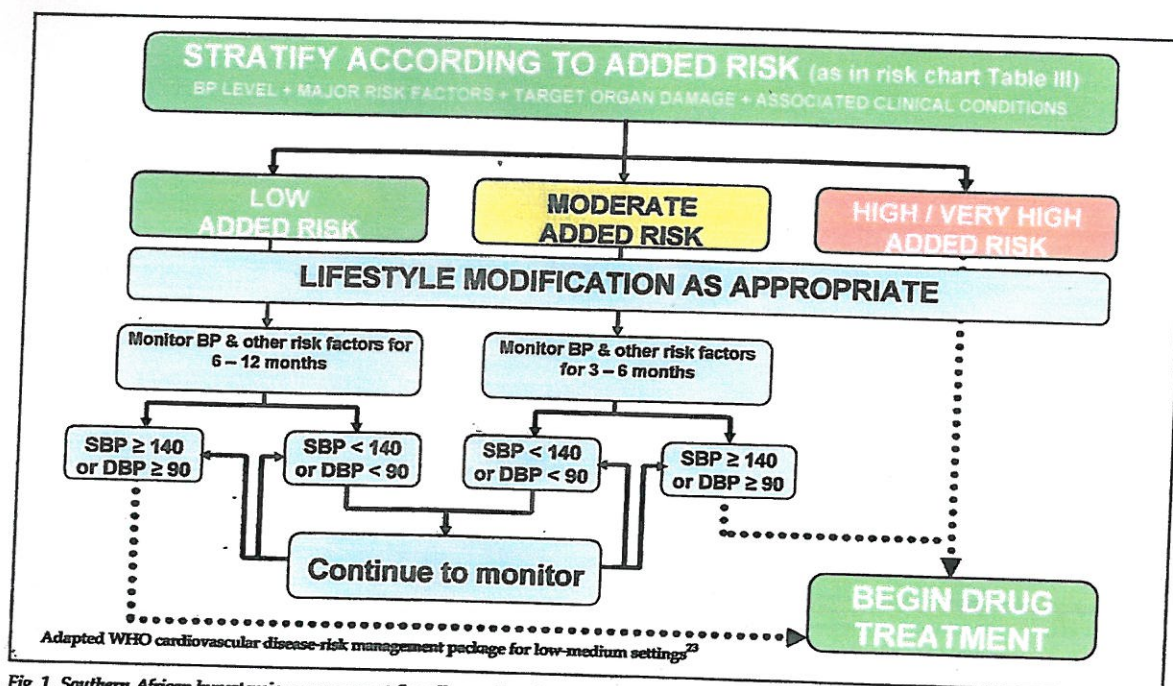 STRATIFY ACCORDING TO ADDED RISK (as in risk chart Table III)
BP LEVEL + MAJOR RISK FACTORS + TARGET ORGAN DAMAGE + ASSOCIATED CLINICAL CONDITIONS
LOW
ADDED RISK
MODERATE
ADDED RISK
HIGH / VERY HIGH
ADDED RISK
LIFESTYLE MODIFICATION AS APPROPRIATE
Monitor BP & other risk factors for
6 – 12 months
Monitor BP & other risk factors
for 3 – 6 months
SBP ≥ 140
or DBP ≥ 90
SBP < 140
or DBP < 90
SBP < 140
or DBP < 90
SBP ≥ 140
or DBP ≥ 90
Continue to monitor
BEGIN DRUG
TREATMENT
Adapted WHO cardiovascular disease-risk management package for low-medium settings23
Fig. 1. Southern African